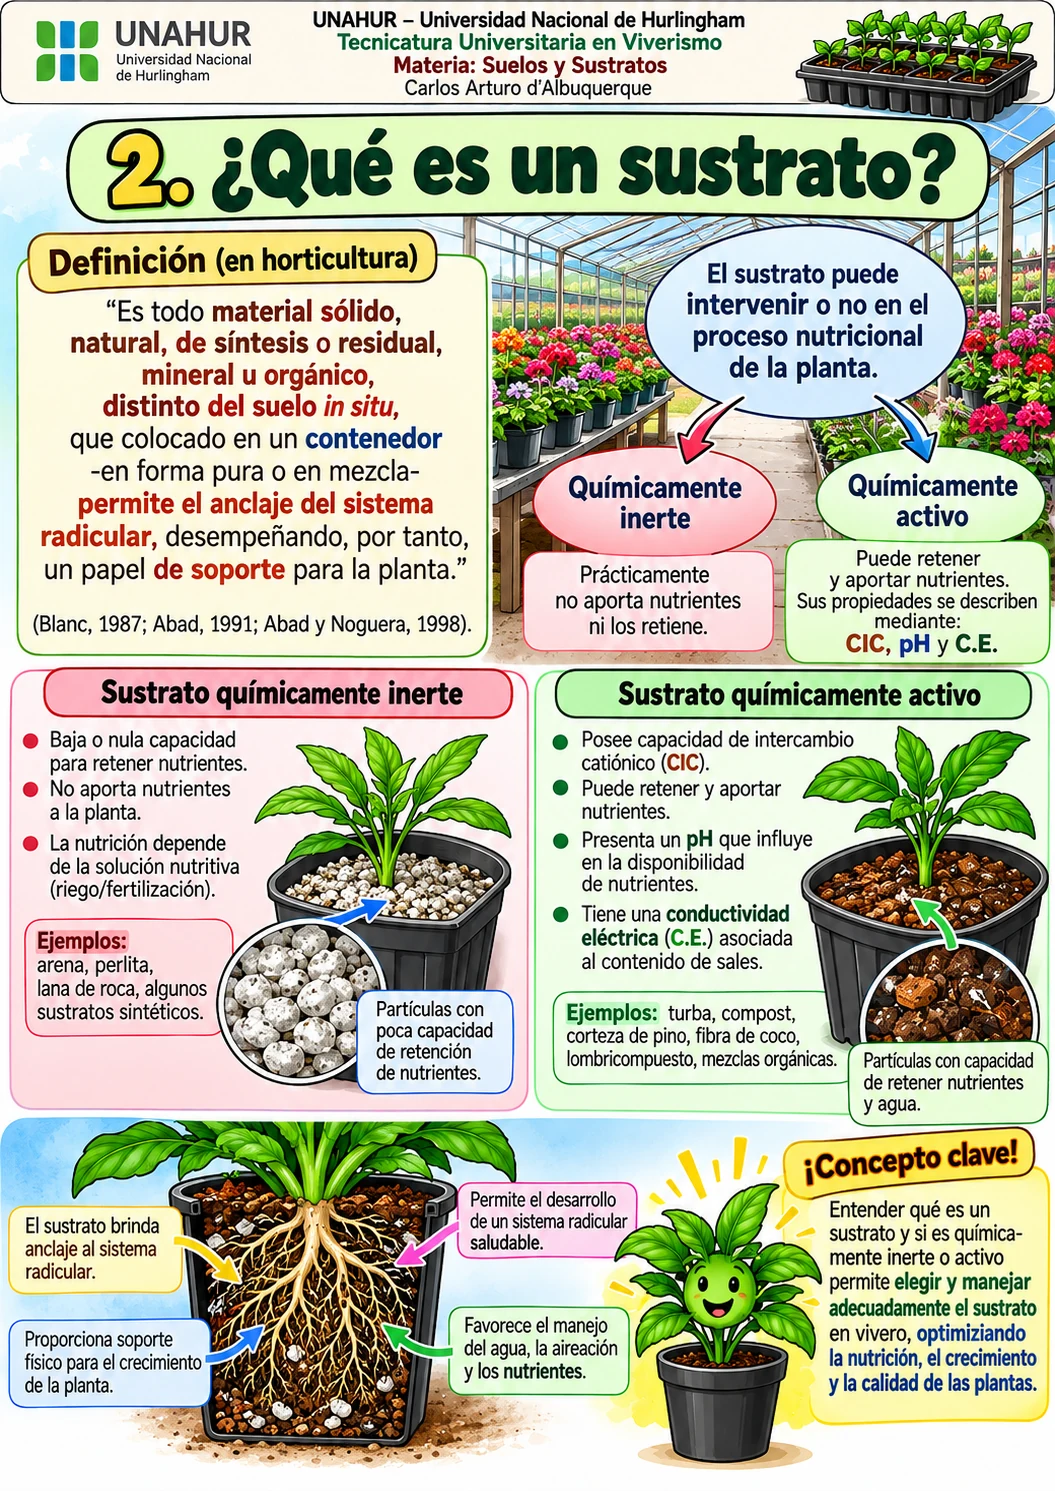 UNAHUR
Universidad Nacional
de Hurlingham
UNAHUR – Universidad Nacional de Hurlingham
Tecnicatura Universitaria en Viverismo
Materia: Suelos y Sustratos
Carlos Arturo d'Albuquerque
2. ¿Qué es un sustrato?
Definición (en horticultura)
“Es todo material sólido,
natural, de síntesis o residual,
mineral u orgánico,
distinto del suelo in situ,
que colocado en un contenedor
-en forma pura o en mezcla-
permite el anclaje del sistema
radicular, desempeñando, por tanto,
un papel de soporte para la planta.”
(Blanc, 1987; Abad, 1991; Abad y Noguera, 1998).
El sustrato puede
intervenir o no en el
proceso nutricional
de la planta.
Químicamente
inerte
Prácticamente
no aporta nutrientes
ni los retiene.
Químicamente
activo
Puede retener
y aportar nutrientes.
Sus propiedades se describen
mediante:
CIC, pH y C.E.
Sustrato químicamente inerte
Baja o nula capacidad
para retener nutrientes.
No aporta nutrientes
a la planta.
La nutrición depende
de la solución nutritiva
(riego/fertilización).
Ejemplos:
arena, perlita,
lana de roca, algunos
sustratos sintéticos.
Partículas con
poca capacidad
de retención
de nutrientes.
Sustrato químicamente activo
Posee capacidad de intercambio
catiónico (CIC).
Puede retener y aportar
nutrientes.
Presenta un pH que influye
en la disponibilidad
de nutrientes.
Tiene una conductividad
eléctrica (C.E.) asociada
al contenido de sales.
Ejemplos: turba, compost,
corteza de pino, fibra de coco,
lombricompuesto, mezclas orgánicas.
Partículas con capacidad
de retener nutrientes
y agua.
El sustrato brinda
anclaje al sistema
radicular.
Proporciona soporte
físico para el crecimiento
de la planta.
Permite el desarrollo
de un sistema radicular
saludable.
Favorece el manejo
del agua, la aireación
y los nutrientes.
¡Concepto clave!
Entender qué es un
sustrato y si es química-
mente inerte o activo
permite elegir y manejar
adecuadamente el sustrato
en vivero, optimiziando
la nutrición, el crecimiento
y la calidad de las plantas.